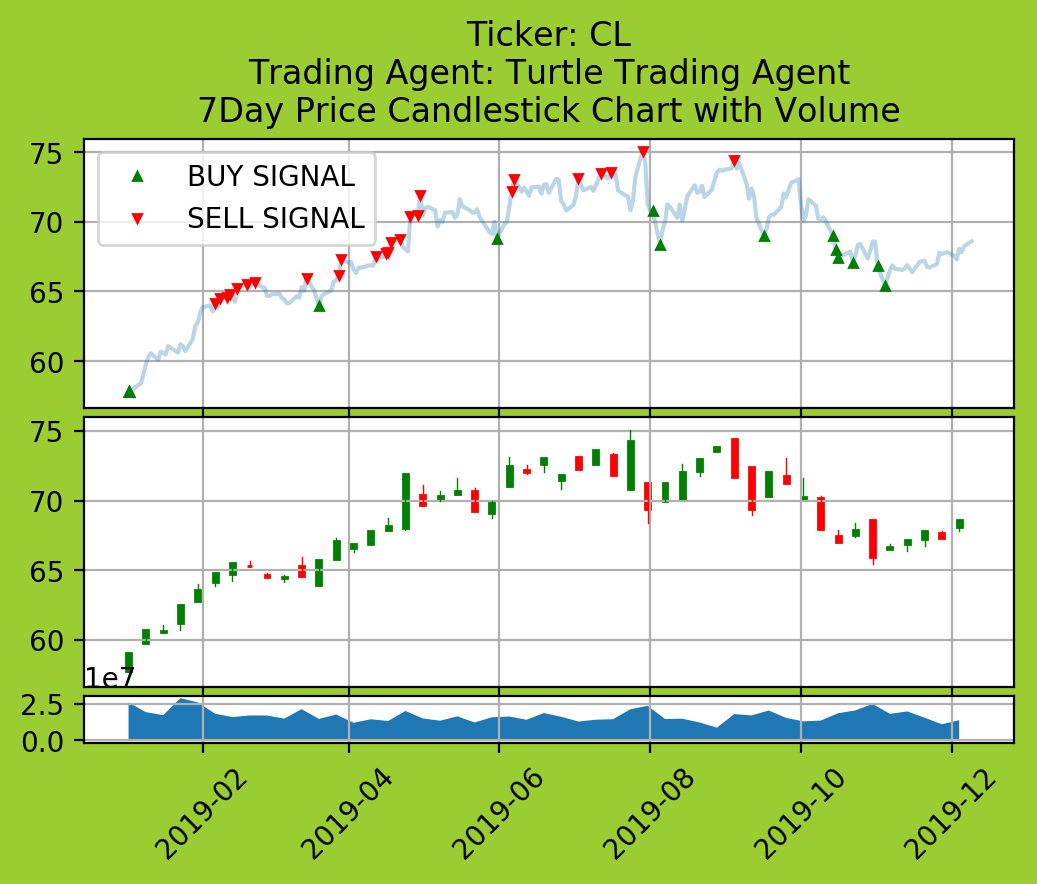 Ticker: CL
Trading Agent: Turtle Trading Agent
7Day Price Candlestick Chart with Volume
75
70
65
60
BUY SIGNAL
SELL SIGNAL
75
70
65
60
1e7
2.5
0.0
2019-02
2019-04
2019-06
2019-08
2019-10
2019-12